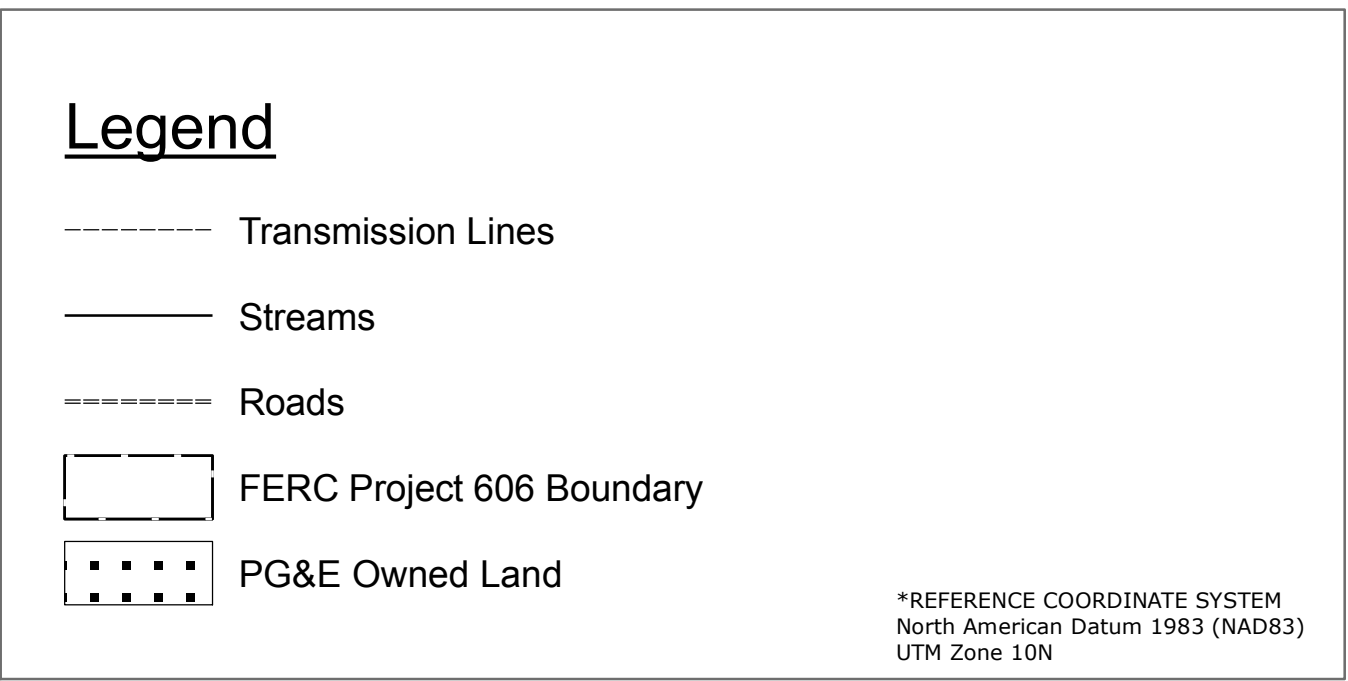 Legend
Transmission Lines
Streams
Roads
FERC Project 606 Boundary
PG&E Owned Land
*REFERENCE COORDINATE SYSTEM
North American Datum 1983 (NAD83)
UTM Zone 10N